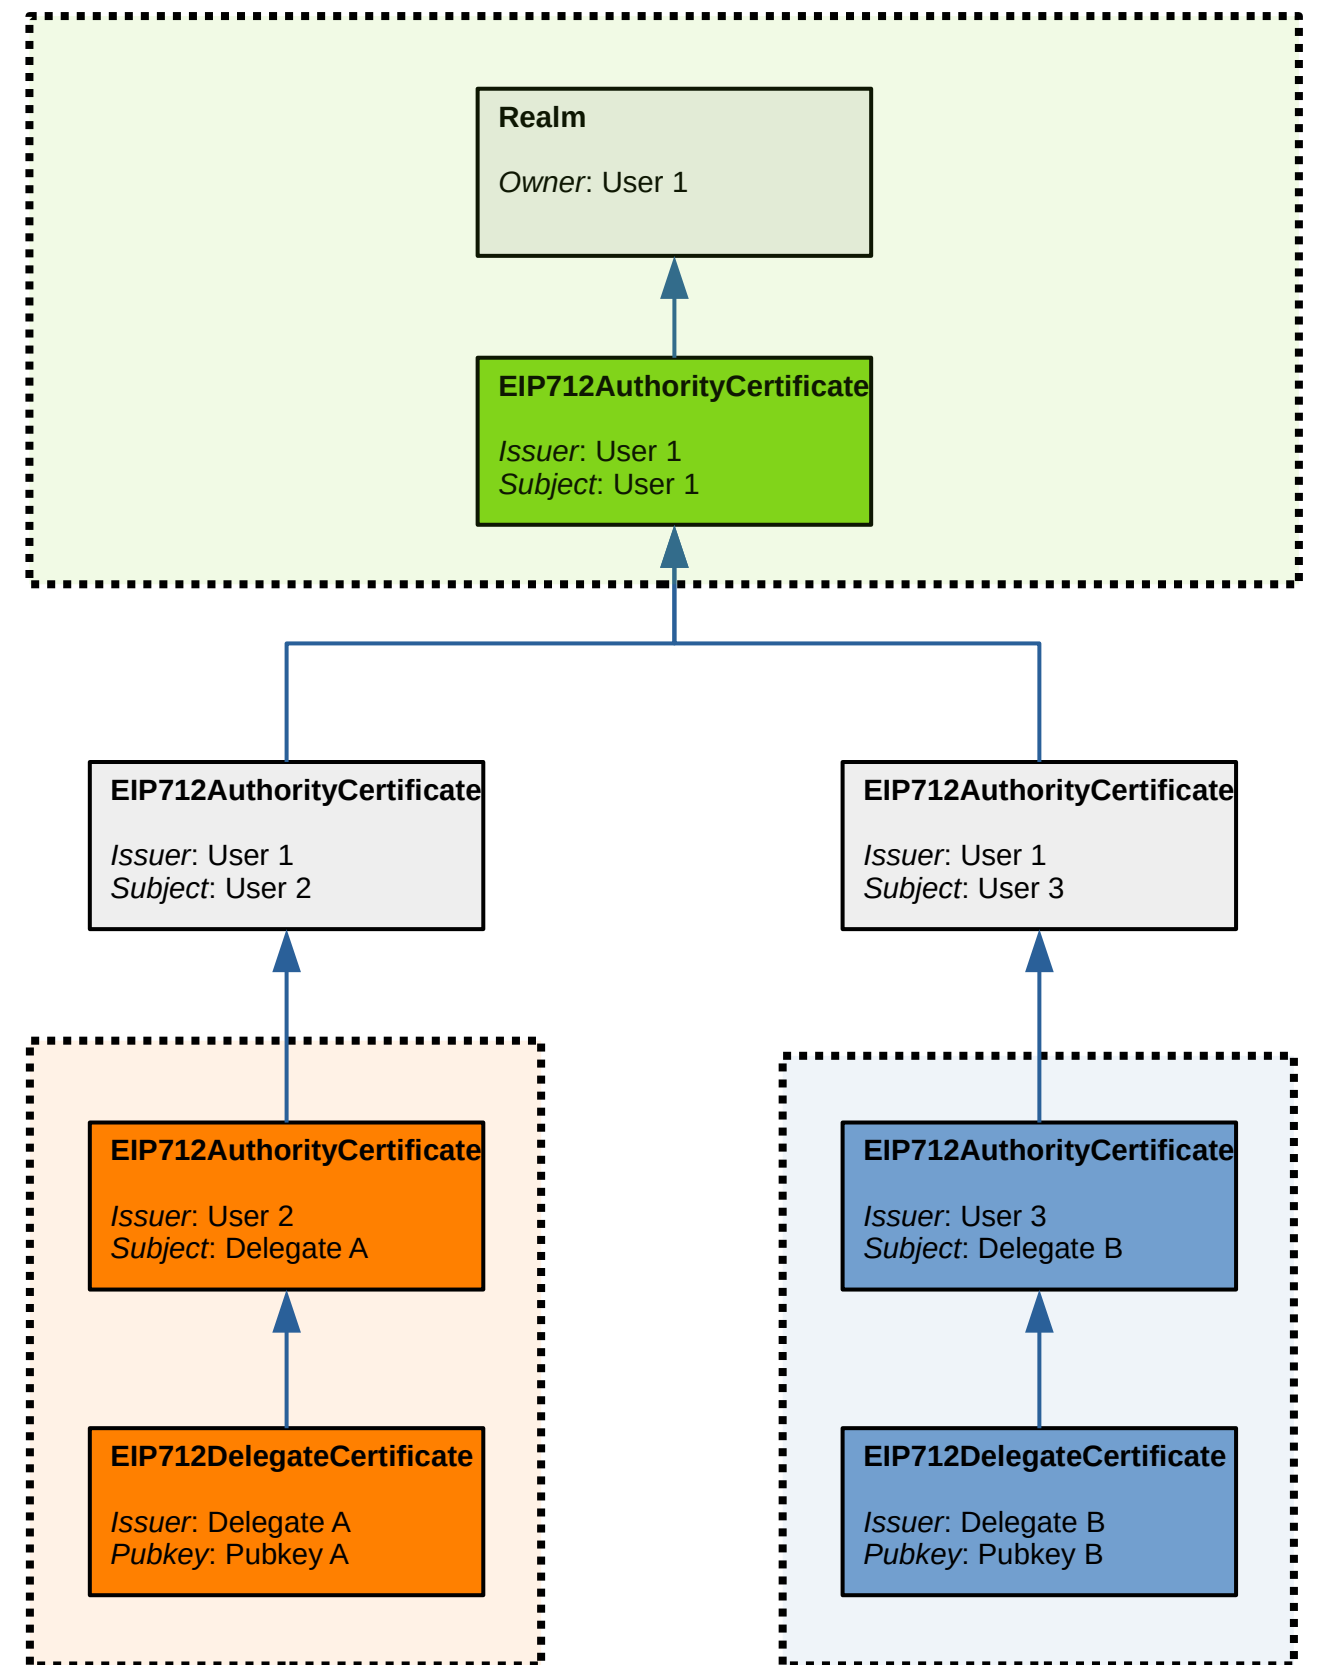 Realm
Owner: User 1
EIP712AuthorityCertificate
Issuer: User 1
Subject: User 1
EIP712AuthorityCertificate
Issuer: User 1
Subject: User 2
EIP712AuthorityCertificate
Issuer: User 1
Subject: User 3
EIP712AuthorityCertificate
Issuer: User 2
Subject: Delegate A
EIP712AuthorityCertificate
Issuer: User 3
Subject: Delegate B
EIP712DelegateCertificate
Issuer: Delegate A
Pubkey: Pubkey A
EIP712DelegateCertificate
Issuer: Delegate B
Pubkey: Pubkey B